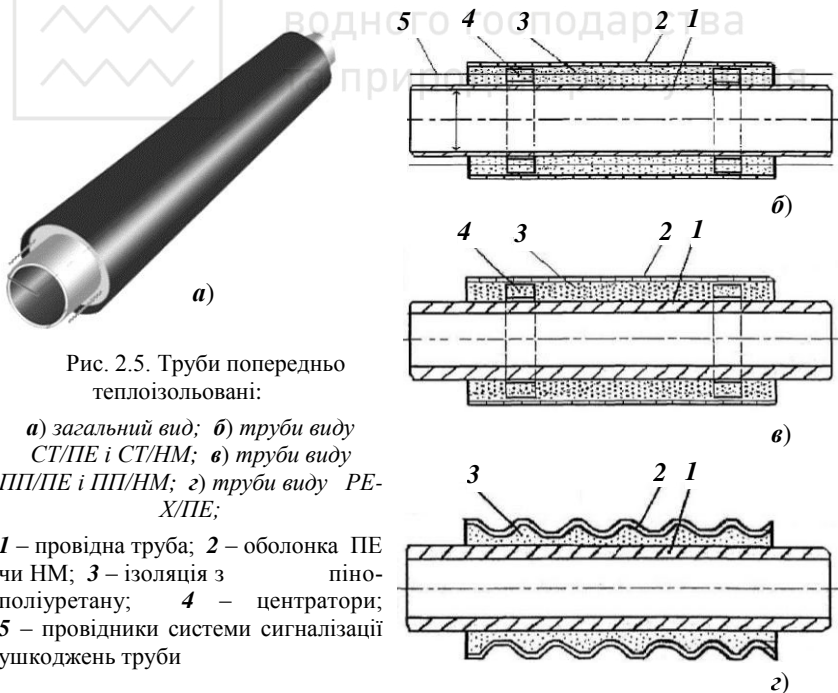 водного господарства
та природокористування
5 4 3 2 1
б)
4 3 2 1
в)
3 2 1
г)
а)
Рис. 2.5. Труби попередньо
теплоізольовані:
а) загальний вид; б) труби виду
СТ/ПЕ і СТ/НМ; в) труби виду
ПП/ПЕ і ПП/НМ; г) труби виду РЕ-
Х/ПЕ;
1 – провідна труба; 2 – оболонка ПЕ
чи НМ; 3 – ізоляція з піно-
поліуретану; 4 – центратори;
5 – провідники системи сигналізації
ушкоджень труби